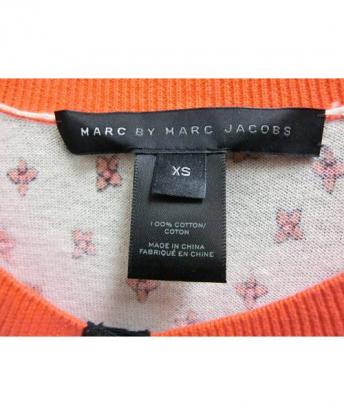 MARC BY MARC JACOBS
XS
100% COTTON/
COTON
MADE IN CHINA
FABRIQUÉ EN CHINE